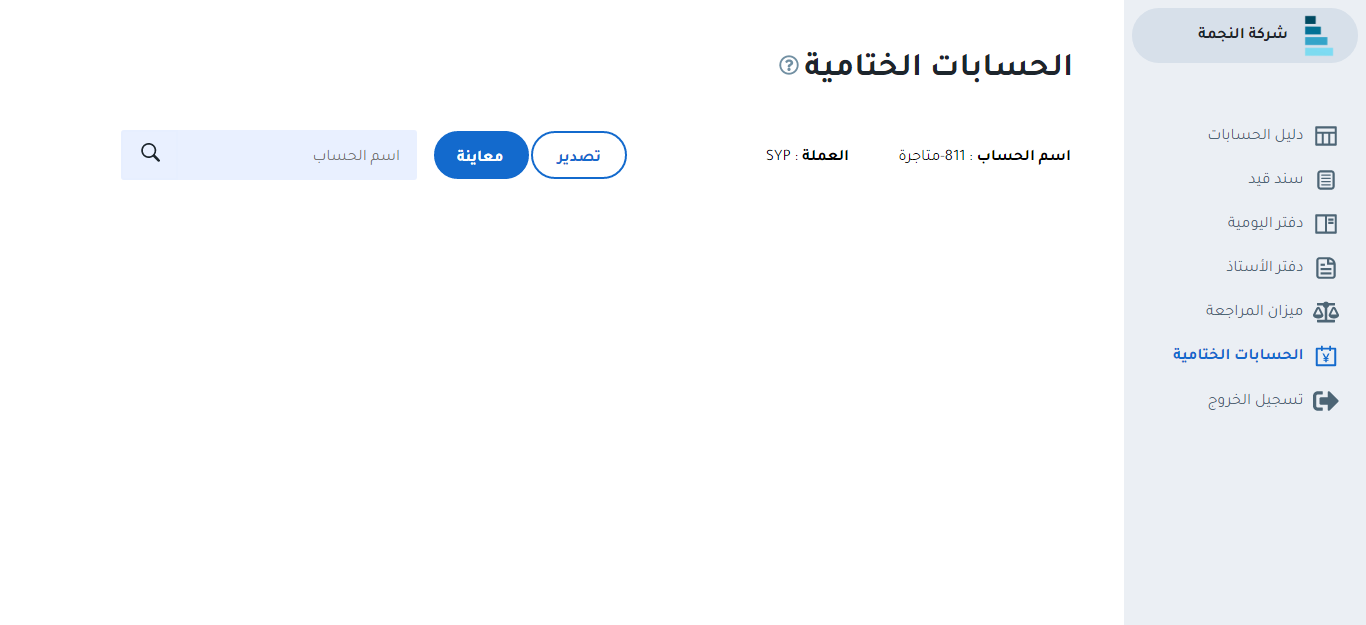 شركة النجمة
دليل الحسابات
سند قيد
دفتر اليومية
دفتر الأستاذ
ميزان المراجعة
الحسابات الختامية
تسجيل الخروج
الحسابات الختامية ?
اسم الحساب : 811-متاجرة
العملة : SYP
تصدير
معاينة
اسم الحساب